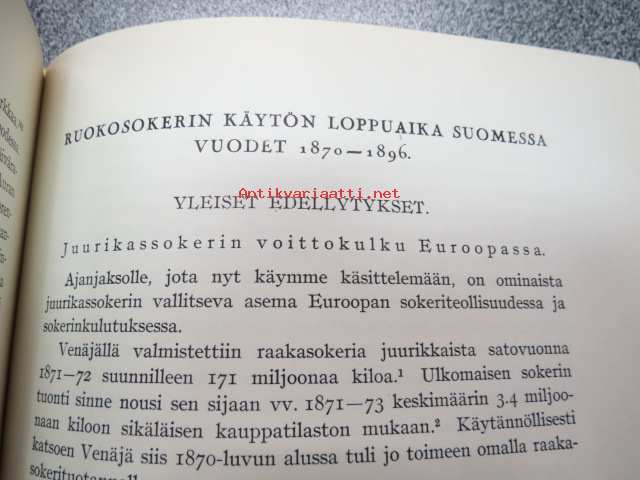 RUOKOSOKERIN KÄYTÖN LOPPUAIKA SUOMESSA
VUODET 1870—1896.
Antikvariaatti.net
YLEISET EDELLYTYKSET.
Juurikassokerin voittokulku Euroopassa.
Ajanjaksolle, jota nyt käymme käsittelemään, on ominaista
juurikassokerin vallitseva asema Euroopan sokeriteollisuudessa ja
sokerinkulutuksessa.
Venäjällä valmistettiin raakasokeria juurikkaista satovuonna
1871—72 suunnilleen 171 miljoonaa kiloa.¹ Ulkomaisen sokerin
tuonti sinne nousi sen sijaan vv. 1871—73 keskimäärin 3.4 miljoo-
naan kiloon sikäläisen kauppatilaston mukaan.² Käytännöllisesti
katsoen Venäjä siis 1870-luvun alussa tuli jo toimeen omalla raaka-